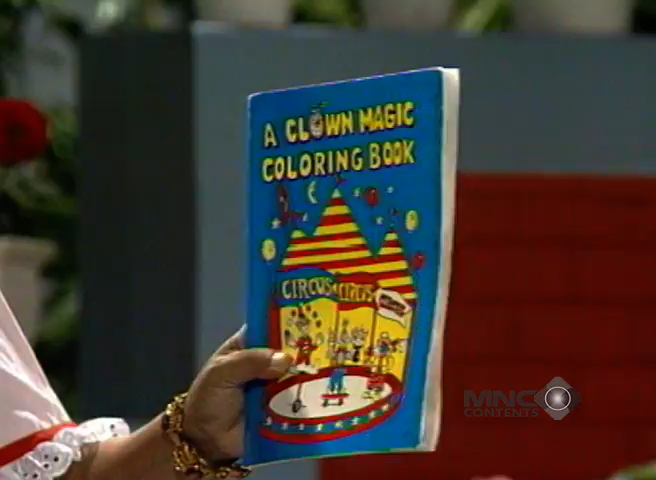 A CLOWN MAGIC
COLORING BOOK
CIRCUS CIRCUS
MNC
CONTENTS